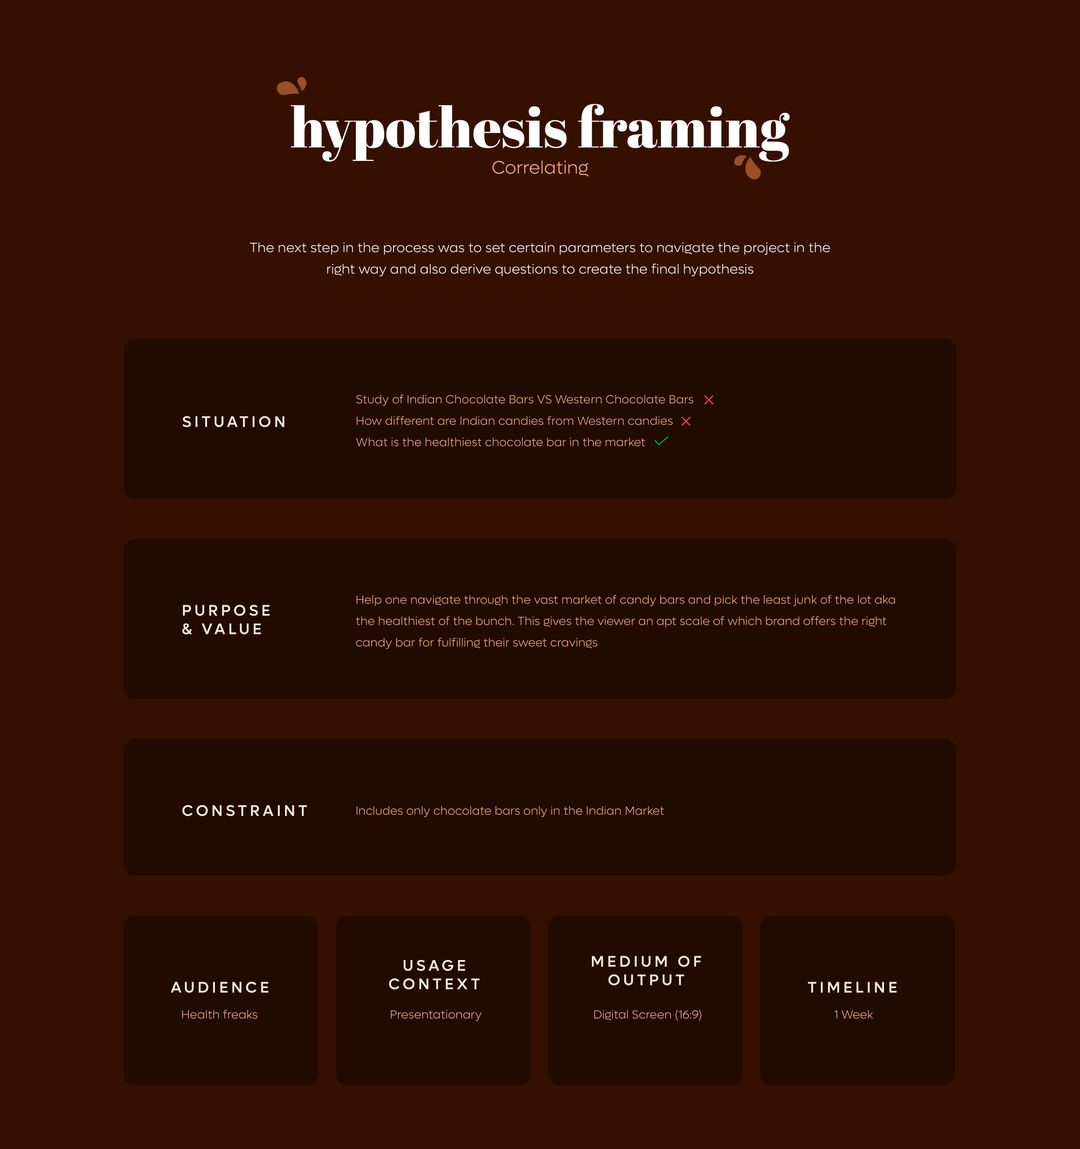 hypothesis framing
Correlating
The next step in the process was to set certain parameters to navigate the project in the
right way and also derive questions to create the final hypothesis
SITUATION
Study of Indian Chocolate Bars VS Western Chocolate Bars
How different are Indian candies from Western candies
What is the healthiest chocolate bar in the market
PURPOSE
& VALUE
Help one navigate through the vast market of candy bars and pick the least junk of the lot aka
the healthiest of the bunch. This gives the viewer an apt scale of which brand offers the right
candy bar for fulfilling their sweet cravings
CONSTRAINT
Includes only chocolate bars only in the Indian Market
AUDIENCE
Health freaks
USAGE
CONTEXT
Presentationary
MEDIUM OF
OUTPUT
Digital Screen (16:9)
TIMELINE
1 Week